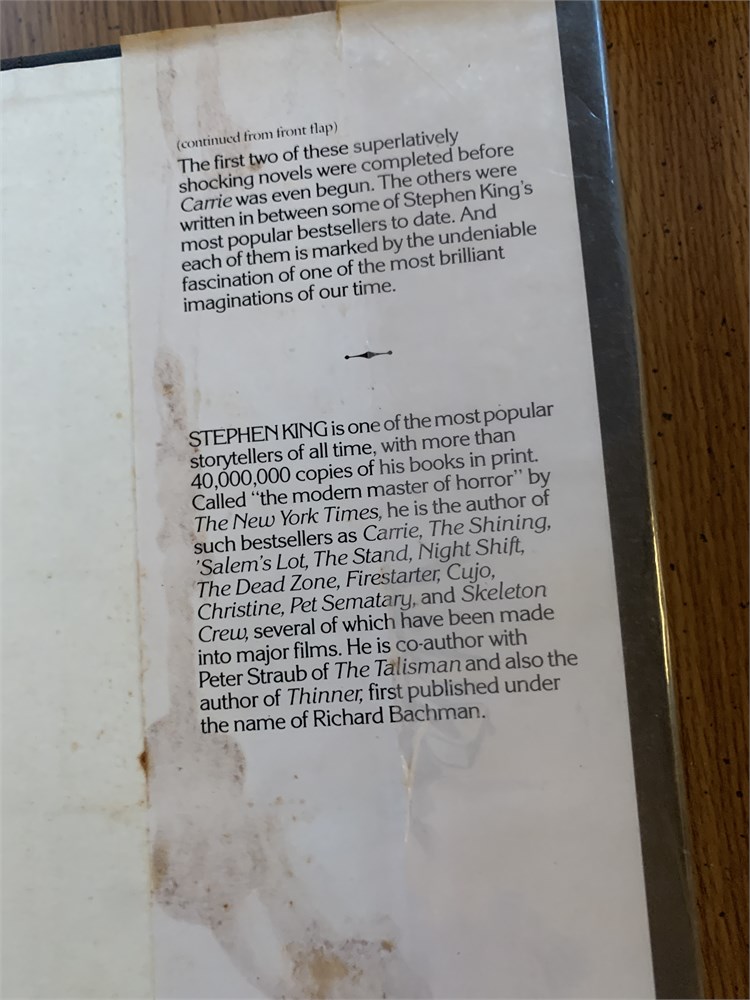 (continued from front flap)
The first two of these superlatively
shocking novels were completed before
Carrie was even begun. The others were
written in between some of Stephen King's
most popular bestsellers to date. And
each of them is marked by the undeniable
fascination of one of the most brilliant
imaginations of our time.
STEPHEN KING is one of the most popular
storytellers of all time, with more than
40,000,000 copies of his books in print.
Called "the modern master of horror" by
The New York Times, he is the author of
such bestsellers as Carrie, The Shining,
'Salem's Lot, The Stand, Night Shift,
The Dead Zone, Firestarter, Cujo,
Christine, Pet Sematary, and Skeleton
Crew, several of which have been made
into major films. He is co-author with
Peter Straub of The Talisman and also the
author of Thinner, first published under
the name of Richard Bachman.